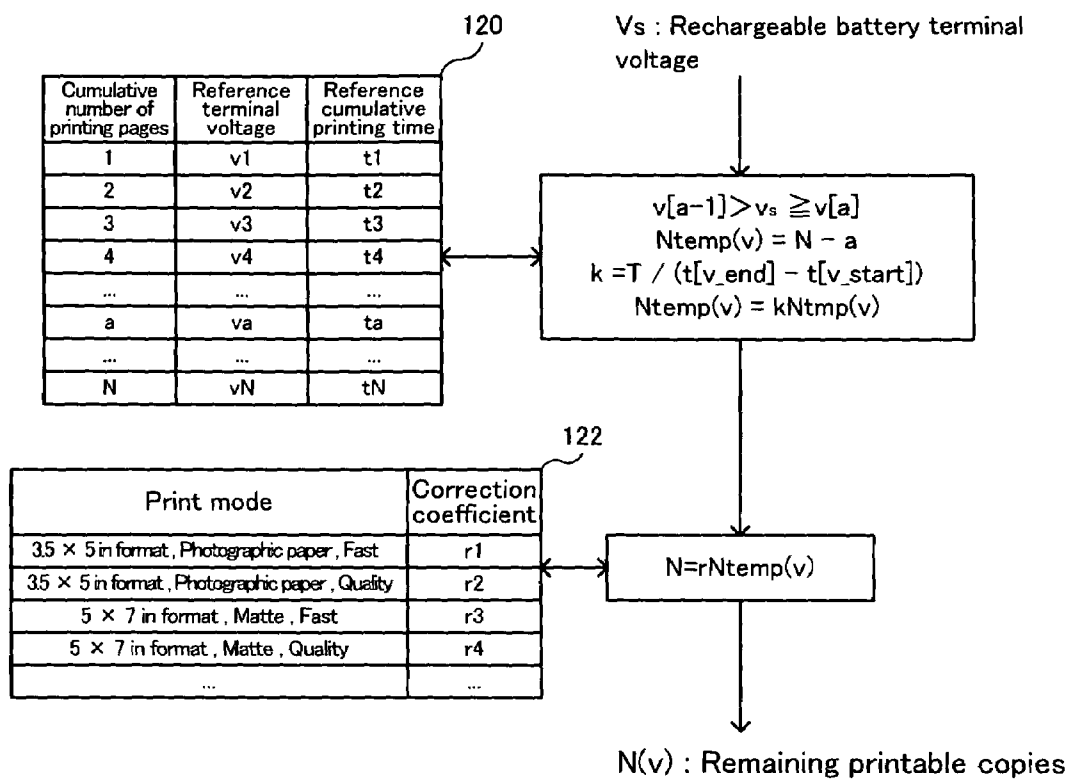 120
Vs : Rechargeable battery terminal
voltage
Cumulative number of printing pages Reference terminal voltage Reference cumulative printing time
1 v1 t1
2 v2 t2
3 v3 t3
4 v4 t4
... ... ...
a va ta
... ... ...
N vN tN
v[a-1]>vs ≧v[a]
Ntemp(v) = N - a
k =T / (t[v_end] - t[v_start])
Ntemp(v) = kNtmp(v)
122
Print mode Correction coefficient
3.5 × 5 in format , Photographic paper , Fast r1
3.5 × 5 in format , Photographic paper , Quality r2
5 × 7 in format , Matte , Fast r3
5 × 7 in format , Matte , Quality r4
... ...
N=rNtemp(v)
N(v) : Remaining printable copies